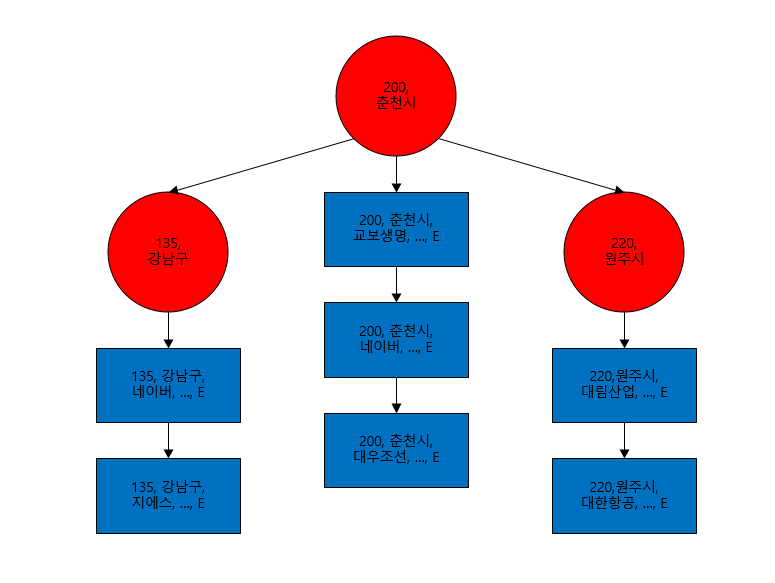 200,
춘천시
135,
강남구
200, 춘천시,
교보생명, ..., E
220,
원주시
200, 춘천시,
네이버, ..., E
135, 강남구,
네이버, ..., E
220,원주시,
대림산업, ..., E
200, 춘천시,
대우조선, ..., E
135, 강남구,
지에스, ..., E
220,원주시,
대한항공, ..., E